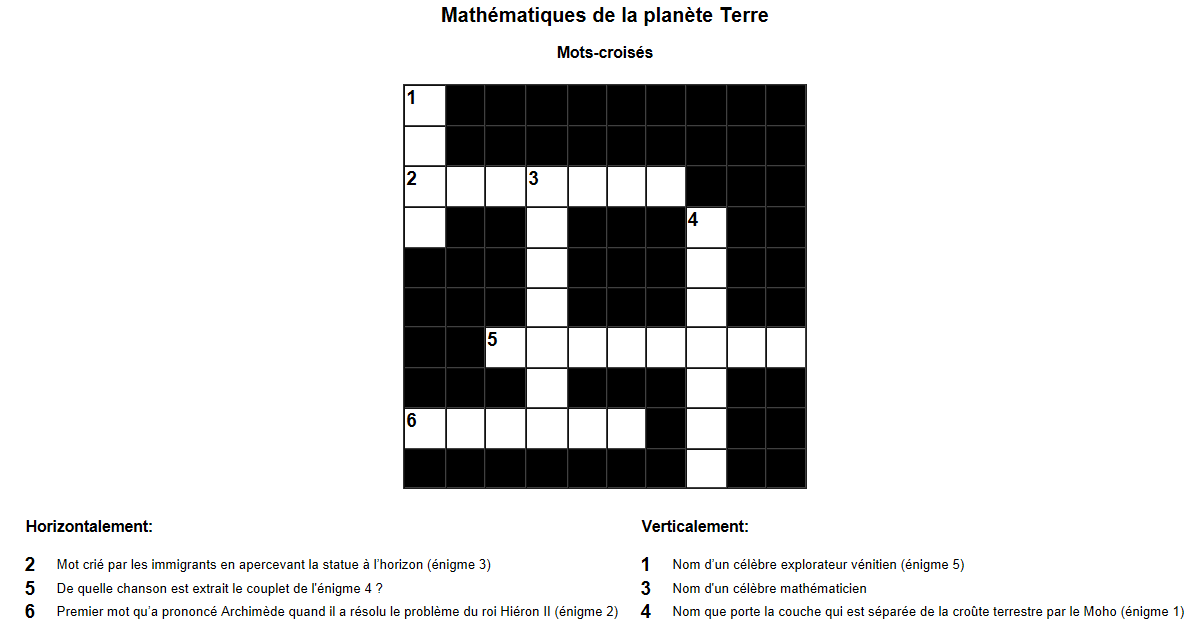 Mathématiques de la planète Terre
Mots-croisés
1
2 3
4
5
6
Horizontalement:
2 Mot crié par les immigrants en apercevant la statue à l'horizon (énigme 3)
5 De quelle chanson est extrait le couplet de l'énigme 4 ?
6 Premier mot qu'a prononcé Archimède quand il a résolu le problème du roi Hiéron II (énigme 2)
Verticalement:
1 Nom d'un célèbre explorateur vénitien (énigme 5)
3 Nom d'un célèbre mathématicien
4 Nom que porte la couche qui est séparée de la croûte terrestre par le Moho (énigme 1)